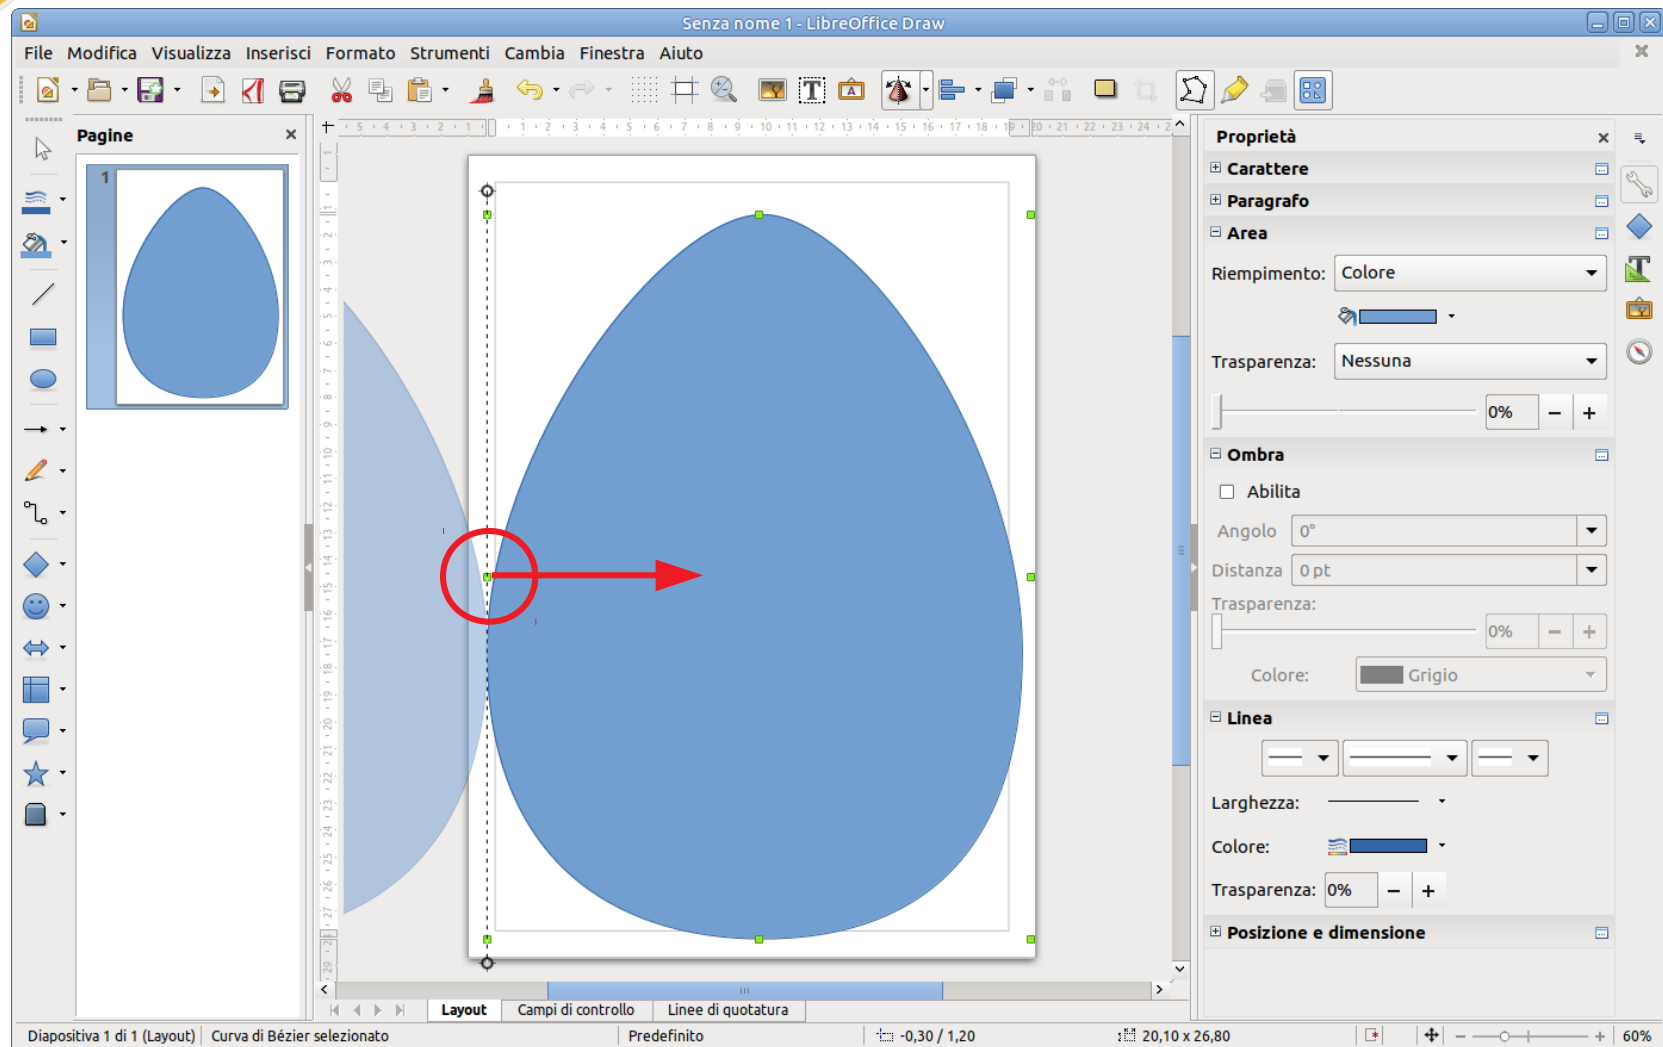 Senza nome 1 - LibreOffice Draw
File Modifica Visualizza Inserisci Formato Strumenti Cambia Finestra Aiuto
Pagine
1
Proprietà
Carattere
Paragrafo
Area
Riempimento: Colore
Trasparenza: Nessuna
0%
Ombra
Abilita
Angolo 0°
Distanza 0 pt
Trasparenza:
0%
Colore: Grigio
Linea
Larghezza:
Colore:
Trasparenza: 0%
Posizione e dimensione
Layout Campi di controllo Linee di quotatura
Diapositiva 1 di 1 (Layout) Curva di Bézier selezionato Predefinito -0,30 / 1,20 20,10 x 26,80 60%